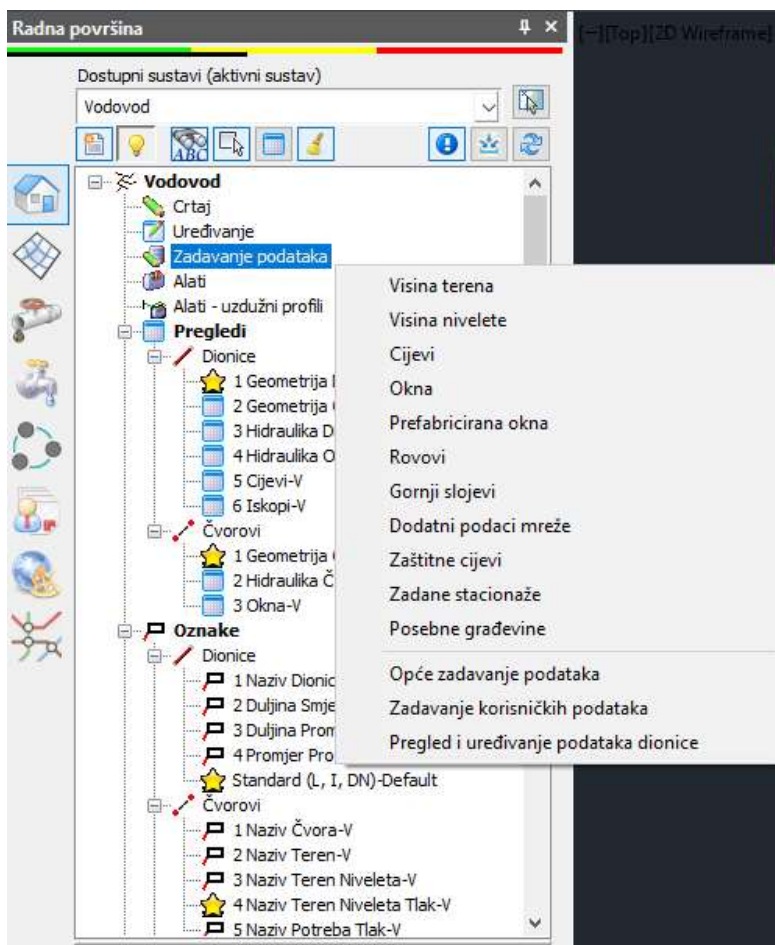 Radna površina
[−][Top][2D Wireframe]
Dostupni sustavi (aktivni sustav)
Vodovod
ABC
Vodovod
Crtaj
Uređivanje
Zadavanje podataka
Alati
Alati - uzdužni profili
Pregledi
Dionice
1 Geometrija
2 Geometrija
3 Hidraulika D
4 Hidraulika O
5 Cijevi-V
6 Iskopi-V
Čvorovi
1 Geometrija
2 Hidraulika Č
3 Okna-V
Oznake
Dionice
1 Naziv Dionic
2 Duljina Smje
3 Duljina Prom
4 Promjer Pro
Standard (L, I, DN)-Default
Čvorovi
1 Naziv Čvora-V
2 Naziv Teren-V
3 Naziv Teren Niveleta-V
4 Naziv Teren Niveleta Tlak-V
5 Naziv Potreba Tlak-V
Visina terena
Visina nivelete
Cijevi
Okna
Prefabricirana okna
Rovovi
Gornji slojevi
Dodatni podaci mreže
Zaštitne cijevi
Zadane stacionaže
Posebne građevine
Opće zadavanje podataka
Zadavanje korisničkih podataka
Pregled i uređivanje podataka dionice